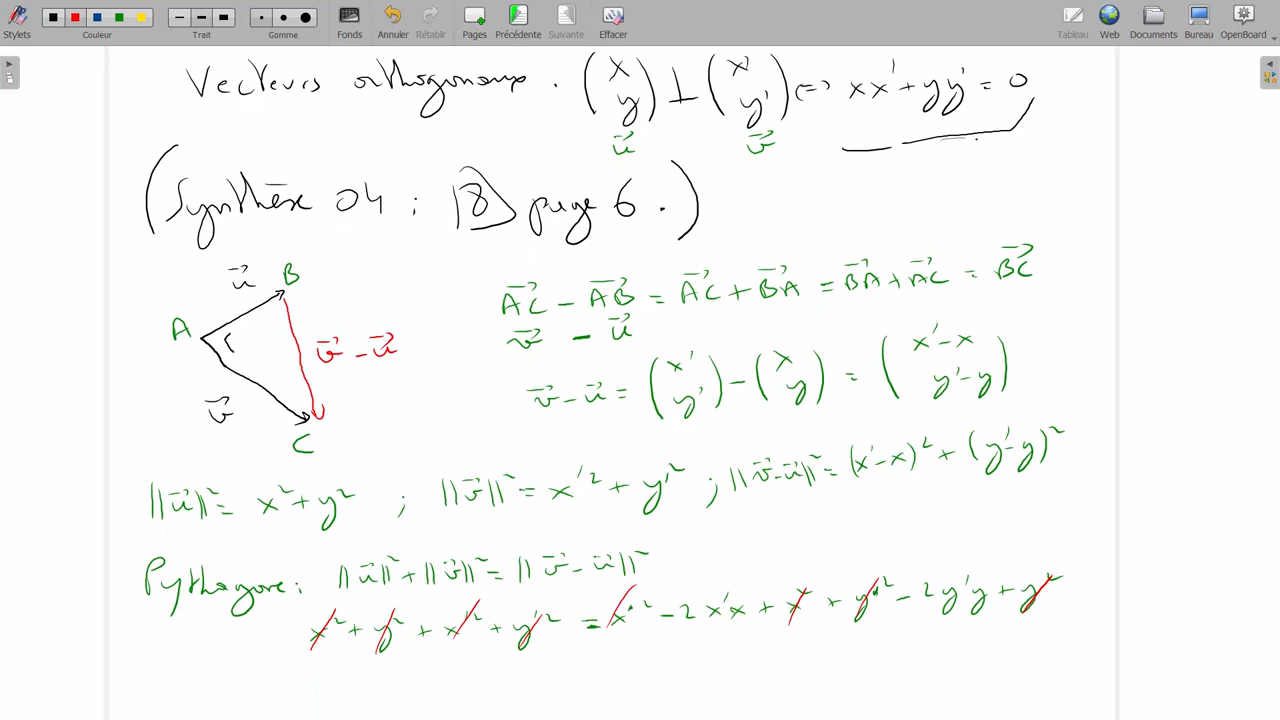 Stylets Couleur Trait Gomme Fonds Annuler Rétablir Pages Précédente Suivante Effacer Tableau Web Documents Bureau OpenBoard
Vecteurs orthogonaux. (x y) ⊥ (x' y') ⟺ xx' + yy' = 0
u⃗ v⃗
(Synthèse 04 : 18 page 6.)
u⃗ B
A
v⃗ - u⃗
v⃗
C
AC⃗ - AB⃗ = AC⃗ + BA⃗ = BA⃗ + AC⃗ = BC⃗
v⃗ - u⃗
v⃗ - u⃗ = (x' y') - (x y) = (x'-x y'-y)
||u⃗||² = x² + y² ; ||v⃗||² = x'² + y'² ; ||v⃗-u⃗||² = (x'-x)² + (y'-y)²
Pythagore : ||u⃗||² + ||v⃗||² = ||v⃗ - u⃗||²
x² + y² + x'² + y'² = x'² - 2x'x + x² + y'² - 2y'y + y²